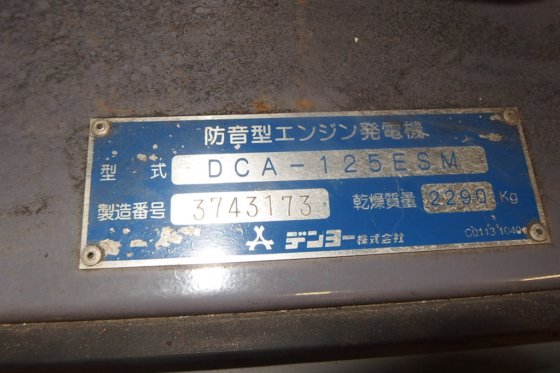 防音型エンジン発電機
型式 DCA-125ESM
製造番号 3743173 乾燥質量 2290 Kg
デンヨー株式会社